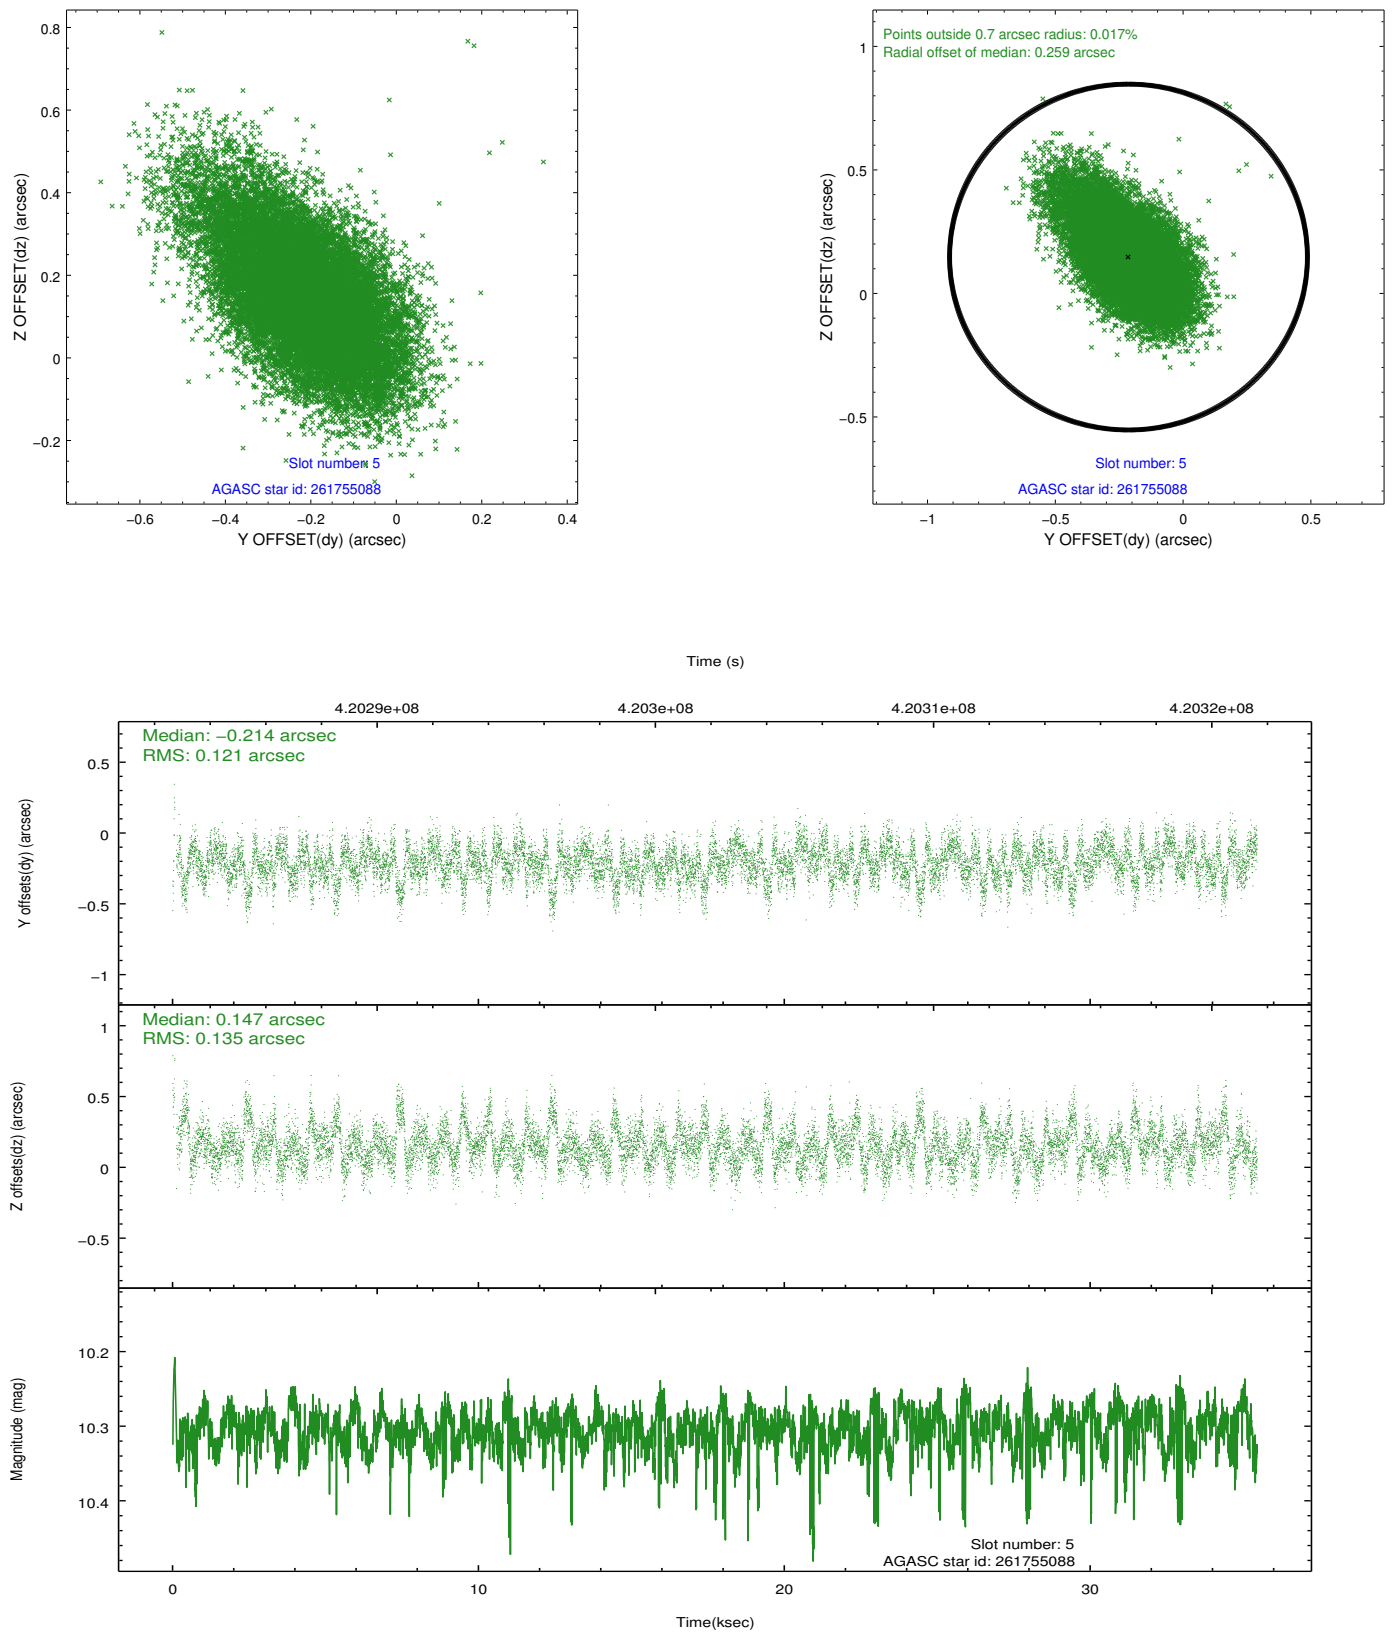 0.8
0.6
0.4
0.2
0
−0.2
Z OFFSET(dz) (arcsec)
Slot number: 5
AGASC star id: 261755088
−0.6 −0.4 −0.2 0 0.2 0.4
Y OFFSET(dy) (arcsec)
Points outside 0.7 arcsec radius: 0.017%
Radial offset of median: 0.259 arcsec
1
0.5
0
−0.5
Z OFFSET(dz) (arcsec)
Slot number: 5
AGASC star id: 261755088
−1 −0.5 0 0.5
Y OFFSET(dy) (arcsec)
Time (s)
4.2029e+08 4.203e+08 4.2031e+08 4.2032e+08
Median: −0.214 arcsec
RMS: 0.121 arcsec
0.5
0
−0.5
−1
Y offsets(dy) (arcsec)
Median: 0.147 arcsec
RMS: 0.135 arcsec
1
0.5
0
−0.5
Z offsets(dz) (arcsec)
10.2
10.3
10.4
Magnitude (mag)
Slot number: 5
AGASC star id: 261755088
0 10 20 30
Time(ksec)